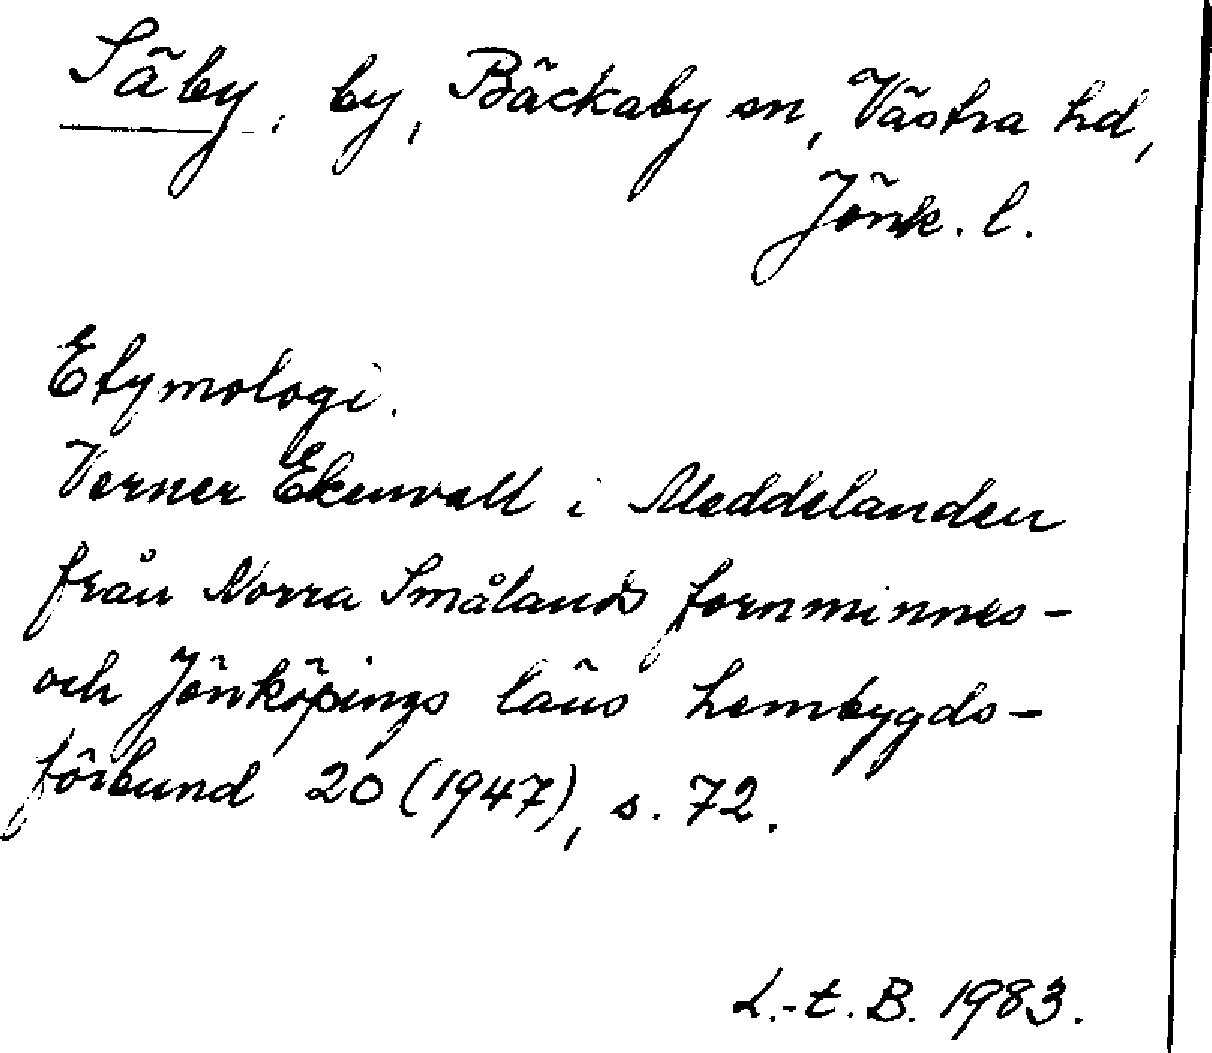 Säby, by, Bäckaby sn, Västra hd,
Jönk. l.
Etymologi.
Verner Ekenvall i Meddelanden
från Norra Smålands fornminnes-
och Jönköpings läns hembygds-
förbund 20 (1947), s. 72.
L.-t. B. 1983.